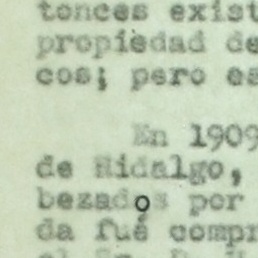 tonces exist
propiedad de
cos; pero es
En 1909
de Hidalgo,
bezados por
da fué compr